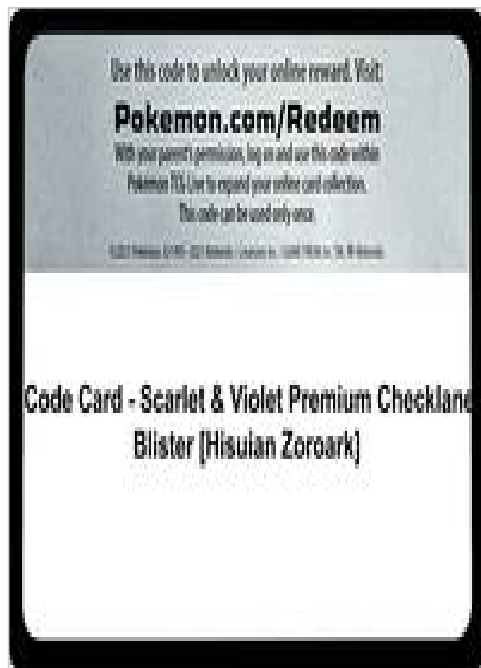 Use this code to unlock your online reward. Visit:
Pokemon.com/Redeem
With your parent's permission, log on and use this code within
Pokémon TCG Live to expand your online card collection.
This code can be used only once.
Code Card - Scarlet & Violet Premium Checklane
Blister [Hisuian Zoroark]